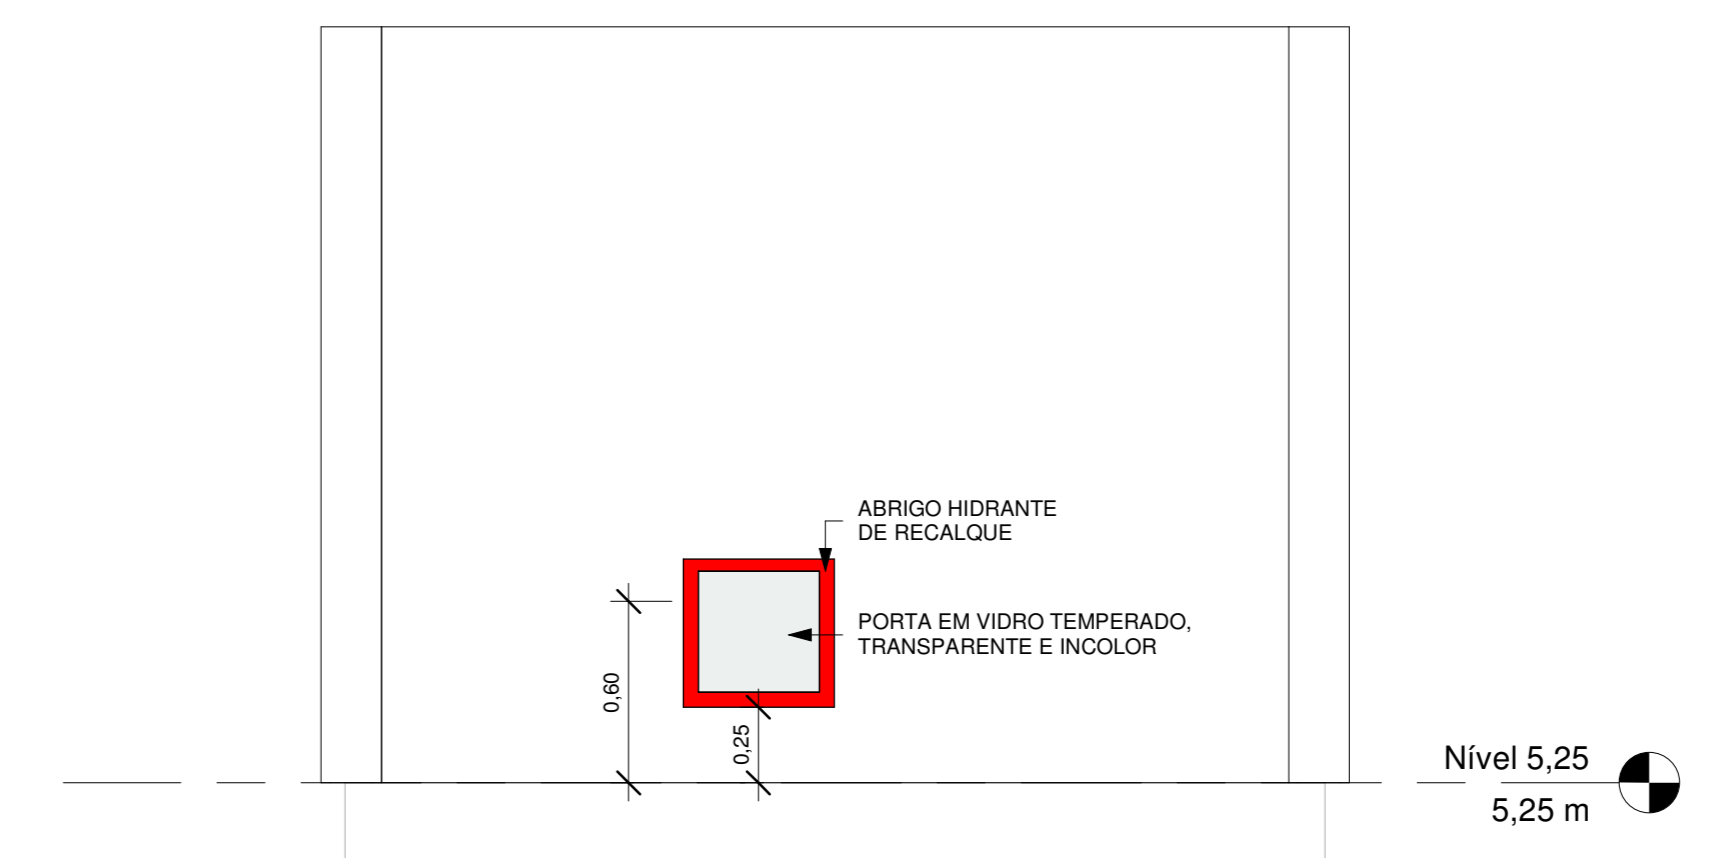 ABRIGO HIDRANTE
DE RECALQUE
PORTA EM VIDRO TEMPERADO,
TRANSPARENTE E INCOLOR
0,60
0,25
Nível 5,25
5,25 m